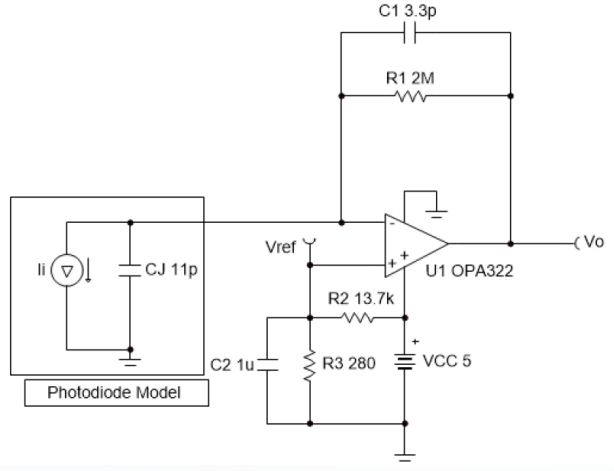 C1 3.3p
R1 2M
-
Vref
Vo
Ii
CJ 11p
+
+
U1 OPA322
R2 13.7k
+
C2 1u
R3 280
VCC 5
Photodiode Model